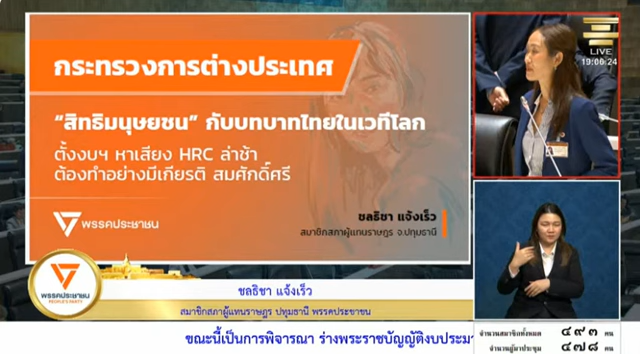 กระทรวงการต่างประเทศ
"สิทธิมนุษยชน" กับบทบาทไทยในเวทีโลก
ตั้งงบฯ หาเสียง HRC ล่าช้า
ต้องทำอย่างมีเกียรติ สมศักดิ์ศรี
พรรคประชาชน
ชลธิชา แจ้งเร็ว
สมาชิกสภาผู้แทนราษฎร จ.ปทุมธานี
LIVE
19:00:24
พรรคประชาชน
PEOPLE'S PARTY
ชลธิชา แจ้งเร็ว
สมาชิกสภาผู้แทนราษฎร ปทุมธานี พรรคประชาชน
ขณะนี้เป็นการพิจารณา ร่างพระราชบัญญัติงบประมา
จำนวนสมาชิกทั้งหมด ๔๙๓ คน
จำนวนผู้มาประชุม ๔๗๘ คน